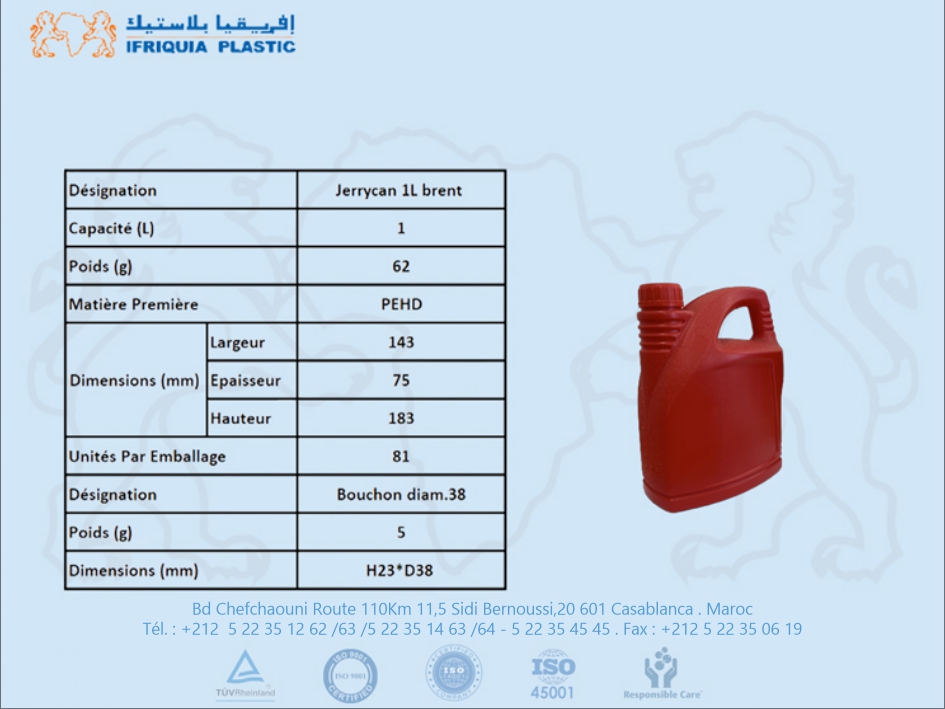 إفريقيا بلاستيك
IFRIQUIA PLASTIC
Désignation Jerrycan 1L brent
Capacité (L) 1
Poids (g) 62
Matière Première PEHD
Dimensions (mm) Largeur 143
Epaisseur 75
Hauteur 183
Unités Par Emballage 81
Désignation Bouchon diam.38
Poids (g) 5
Dimensions (mm) H23*D38
Bd Chefchaouni Route 110Km 11,5 Sidi Bernoussi,20 601 Casablanca . Maroc
Tél. : +212 5 22 35 12 62 /63 /5 22 35 14 63 /64 - 5 22 35 45 45 . Fax : +212 5 22 35 06 19
TÜVRheinland
ISO 9001
ISO 9001
CERTIFIED
CERTIFIED
ISO
COMPANY
ISO
45001
Responsible Care